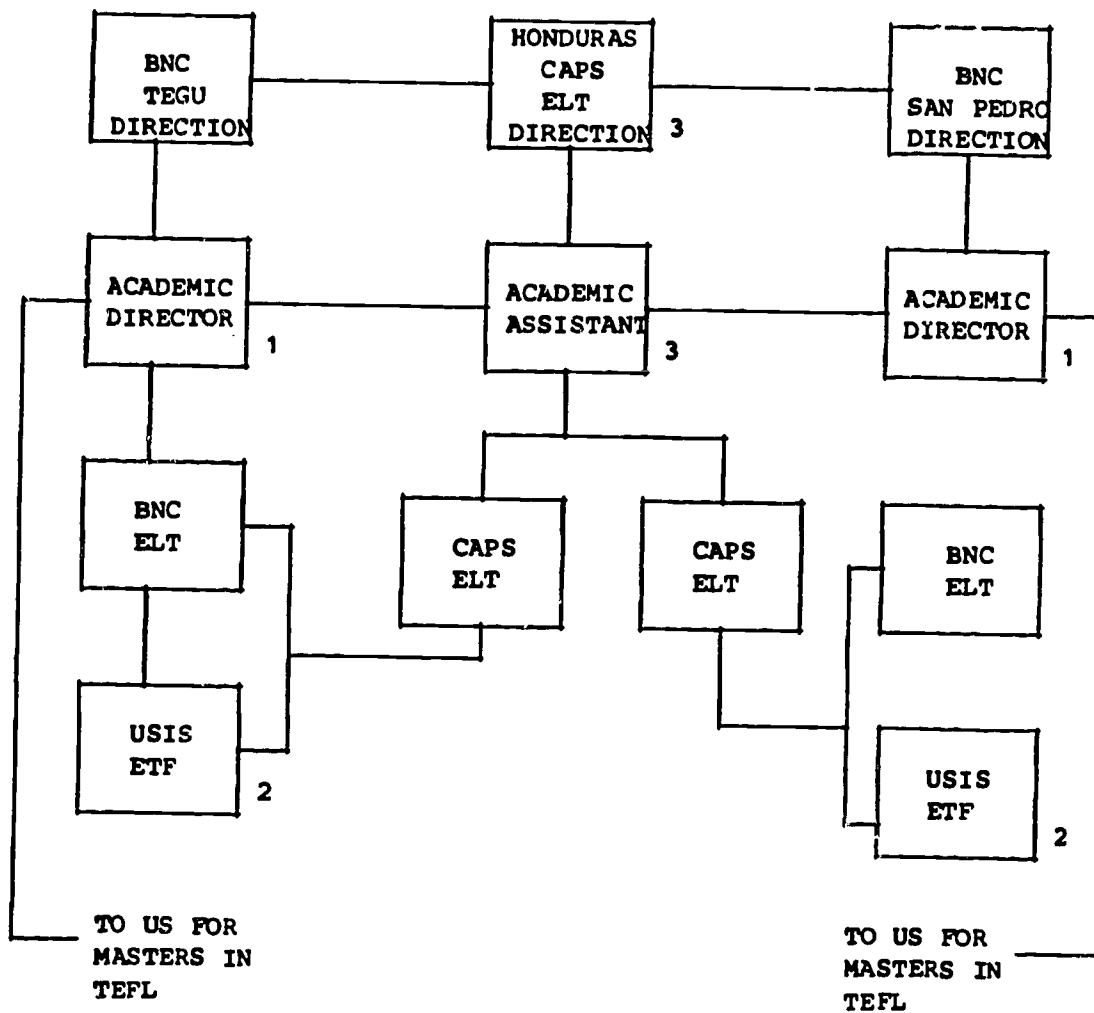 BNC
TEGU
DIRECTION
HONDURAS
CAPS
ELT
DIRECTION
3
BNC
SAN PEDRO
DIRECTION
ACADEMIC
DIRECTOR
1
ACADEMIC
ASSISTANT
3
ACADEMIC
DIRECTOR
1
BNC
ELT
CAPS
ELT
CAPS
ELT
BNC
ELT
USIS
ETF
2
USIS
ETF
2
TO US FOR
MASTERS IN
TEFL
TO US FOR
MASTERS IN
TEFL